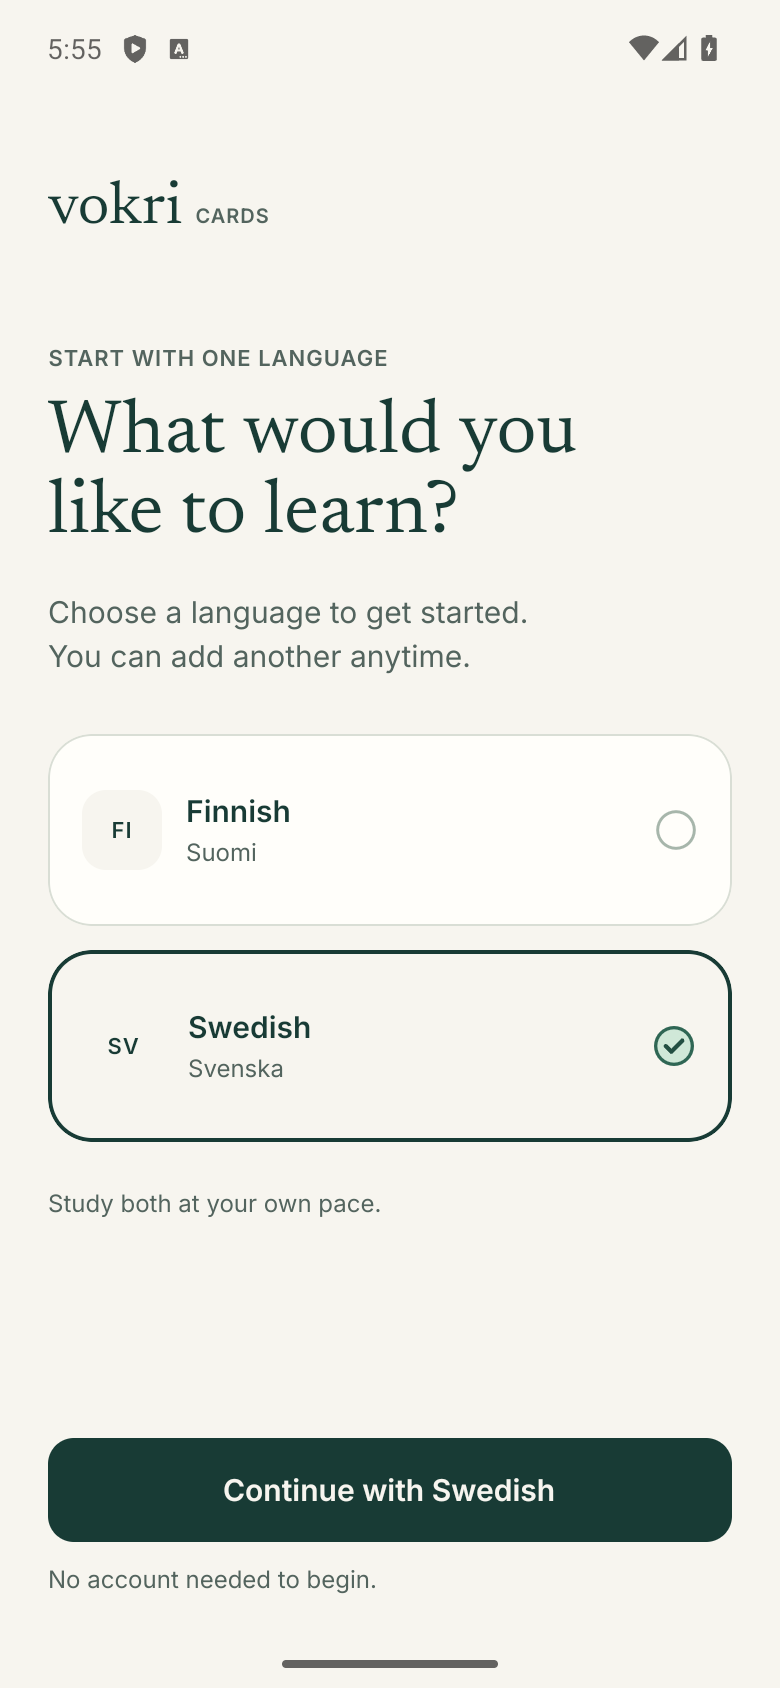 5:55
vokri CARDS
START WITH ONE LANGUAGE
What would you
like to learn?
Choose a language to get started.
You can add another anytime.
FI
Finnish
Suomi
SV
Swedish
Svenska
Study both at your own pace.
Continue with Swedish
No account needed to begin.